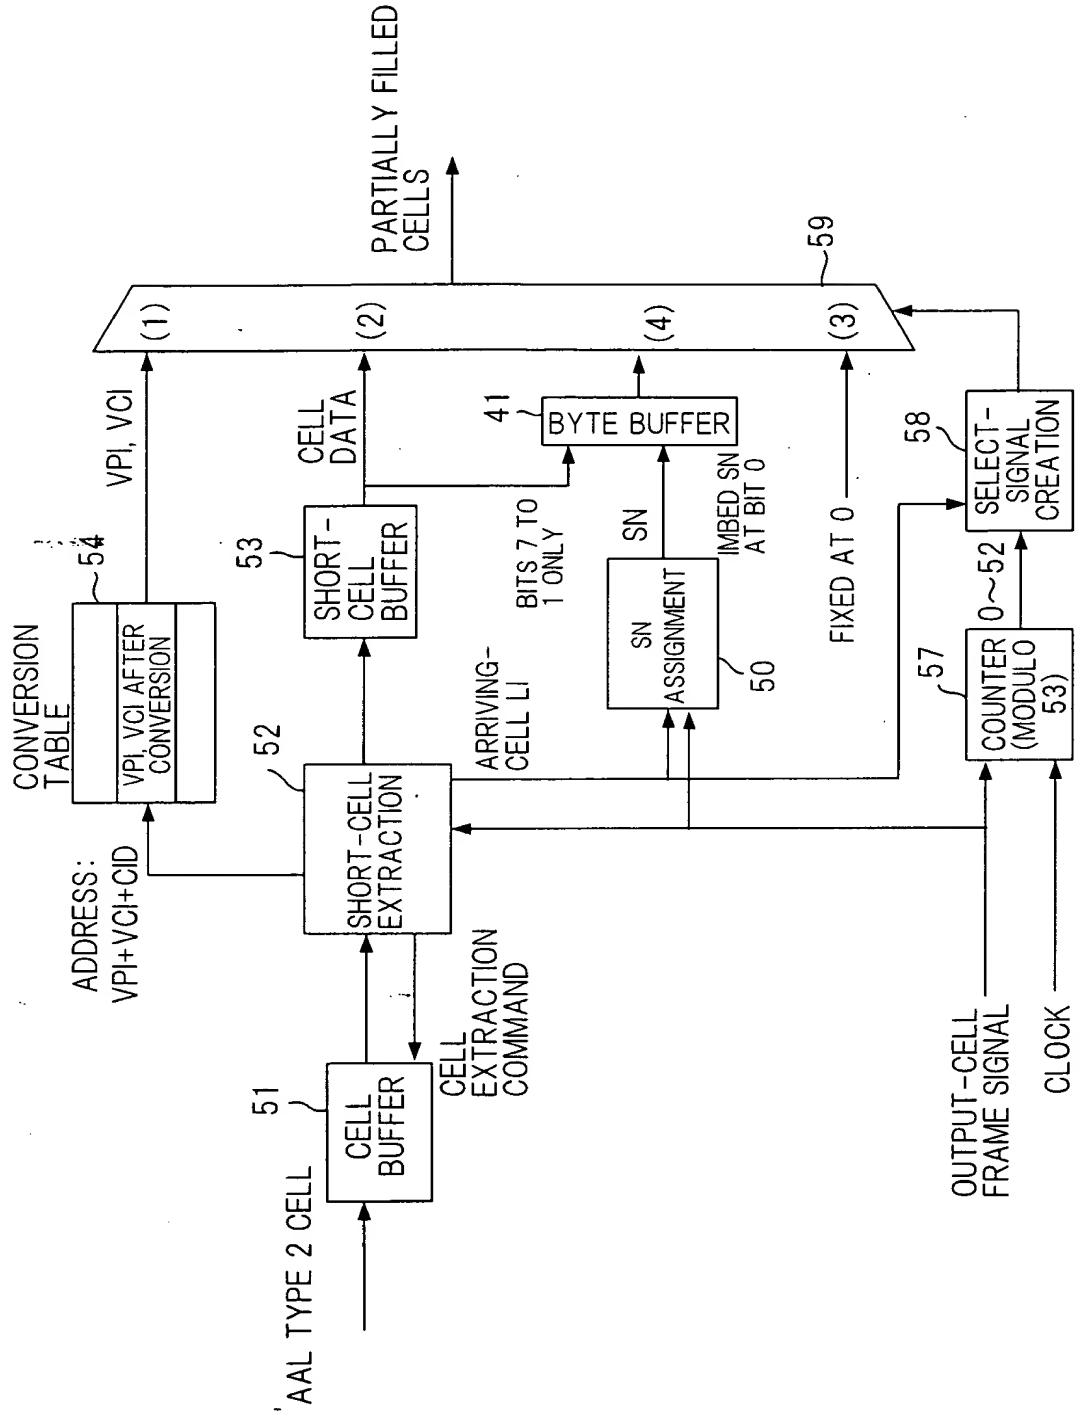 AAL TYPE 2 CELL
51
CELL
BUFFER
CELL
EXTRACTION
COMMAND
ADDRESS:
VPI+VCI+CID
52
SHORT-CELL
EXTRACTION
ARRIVING-
CELL LI
CONVERSION
TABLE
54
VPI, VCI AFTER
CONVERSION
VPI, VCI
53
SHORT-
CELL
BUFFER
CELL
DATA
BITS 7 TO
1 ONLY
50
SN
ASSIGNMENT
SN
IMBED SN
AT BIT 0
41
BYTE BUFFER
FIXED AT 0
OUTPUT-CELL
FRAME SIGNAL
CLOCK
57
COUNTER
(MODULO
53)
0~52
58
SELECT-
SIGNAL
CREATION
(1)
(2)
(4)
(3)
59
PARTIALLY FILLED
CELLS